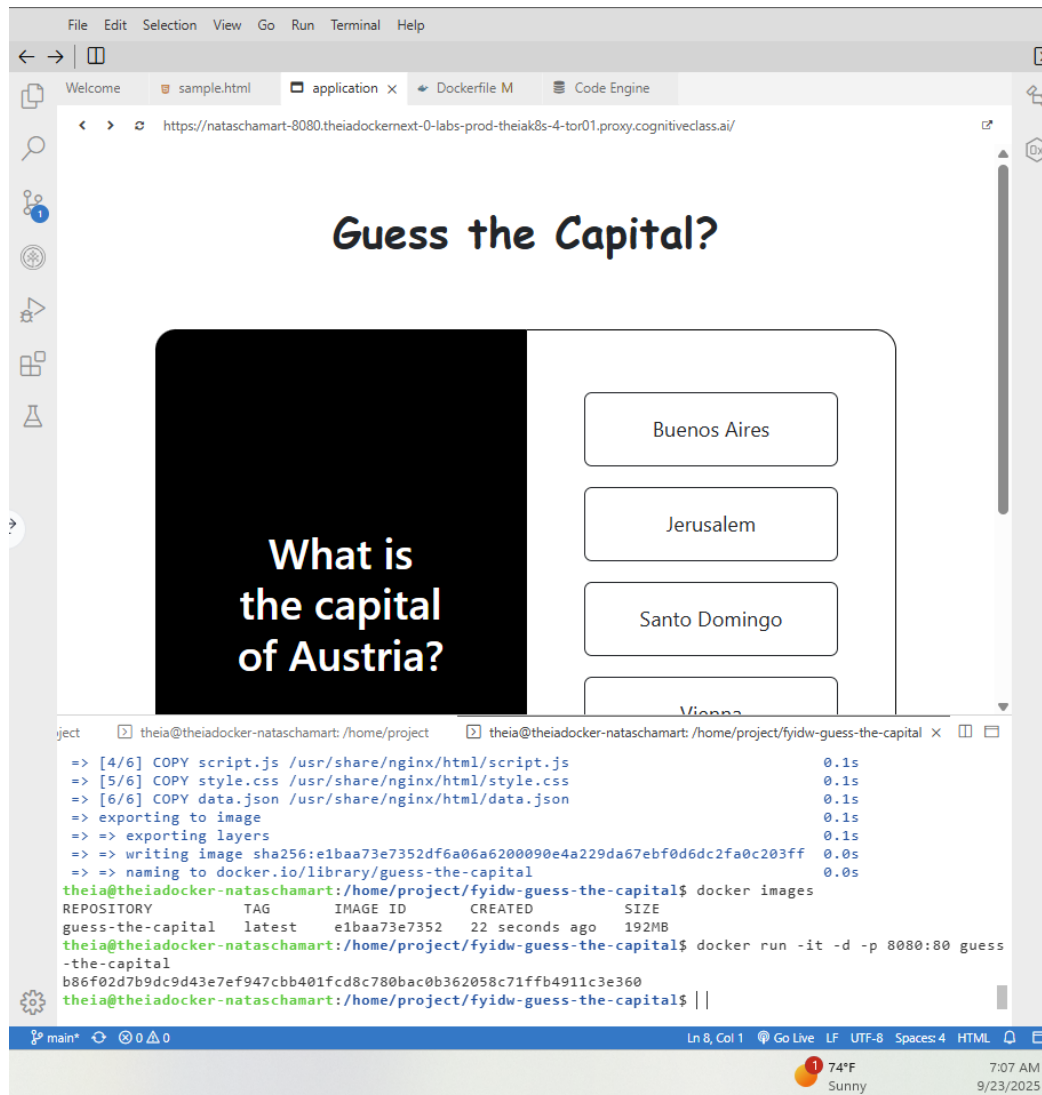 File Edit Selection View Go Run Terminal Help
Welcome sample.html application × Dockerfile M Code Engine
https://nataschamart-8080.theiadockernext-0-labs-prod-theiak8s-4-tor01.proxy.cognitiveclass.ai/
Guess the Capital?
What is
the capital
of Austria?
Buenos Aires
Jerusalem
Santo Domingo
Vienna
1
ject theia@theiadocker-nataschamart: /home/project theia@theiadocker-nataschamart: /home/project/fyidw-guess-the-capital ×
=> [4/6] COPY script.js /usr/share/nginx/html/script.js 0.1s
=> [5/6] COPY style.css /usr/share/nginx/html/style.css 0.1s
=> [6/6] COPY data.json /usr/share/nginx/html/data.json 0.1s
=> exporting to image 0.1s
=> => exporting layers 0.1s
=> => writing image sha256:e1baa73e7352df6a06a6200090e4a229da67ebf0d6dc2fa0c203ff 0.0s
=> => naming to docker.io/library/guess-the-capital 0.0s
theia@theiadocker-nataschamart:/home/project/fyidw-guess-the-capital$ docker images
REPOSITORY TAG IMAGE ID CREATED SIZE
guess-the-capital latest e1baa73e7352 22 seconds ago 192MB
theia@theiadocker-nataschamart:/home/project/fyidw-guess-the-capital$ docker run -it -d -p 8080:80 guess
-the-capital
b86f02d7b9dc9d43e7ef947cbb401fcd8c780bac0b362058c71ffb4911c3e360
theia@theiadocker-nataschamart:/home/project/fyidw-guess-the-capital$
main* 0 0 Ln 8, Col 1 Go Live LF UTF-8 Spaces: 4 HTML
1 74°F 7:07 AM
Sunny 9/23/2025